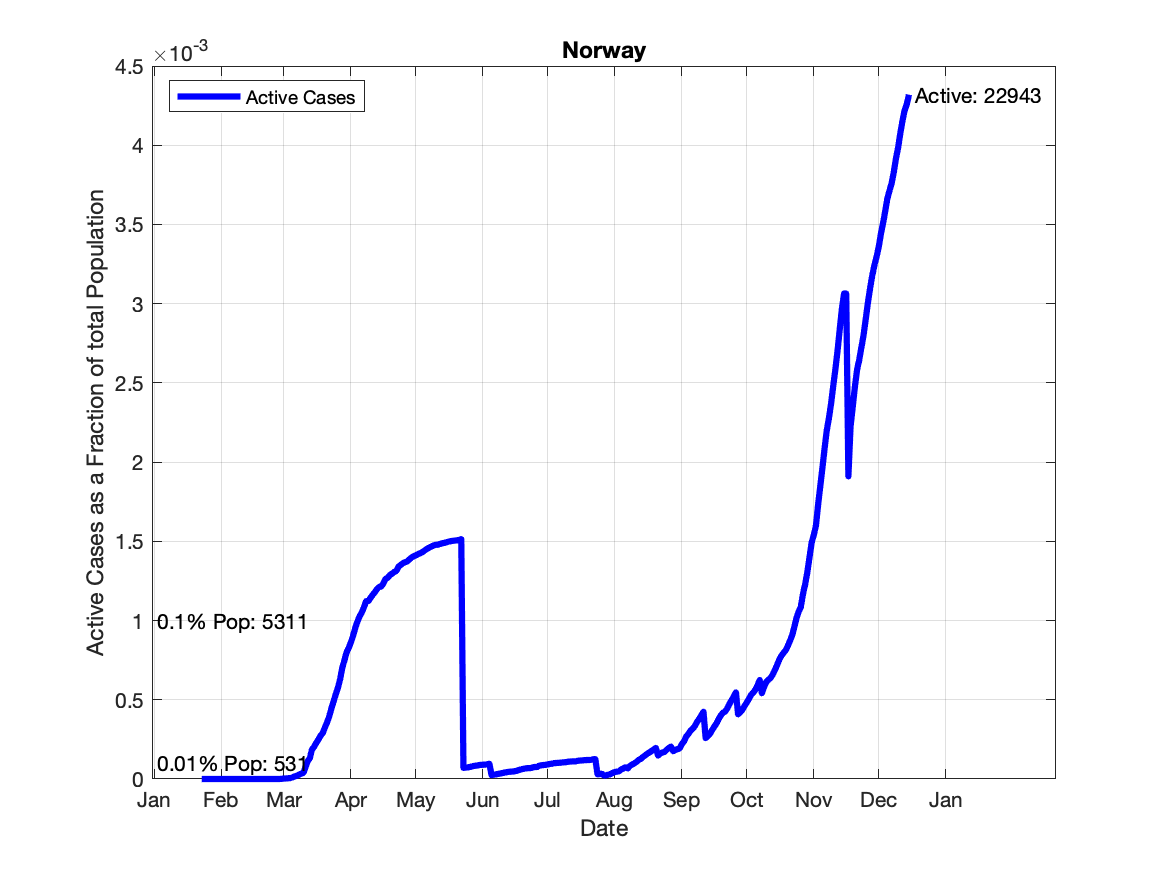 Norway
×10-3
4.5
4
3.5
3
2.5
2
1.5
1
0.5
0
Active Cases as a Fraction of total Population
Active Cases
Active: 22943
0.1% Pop: 5311
0.01% Pop: 531
Jan Feb Mar Apr May Jun Jul Aug Sep Oct Nov Dec Jan
Date